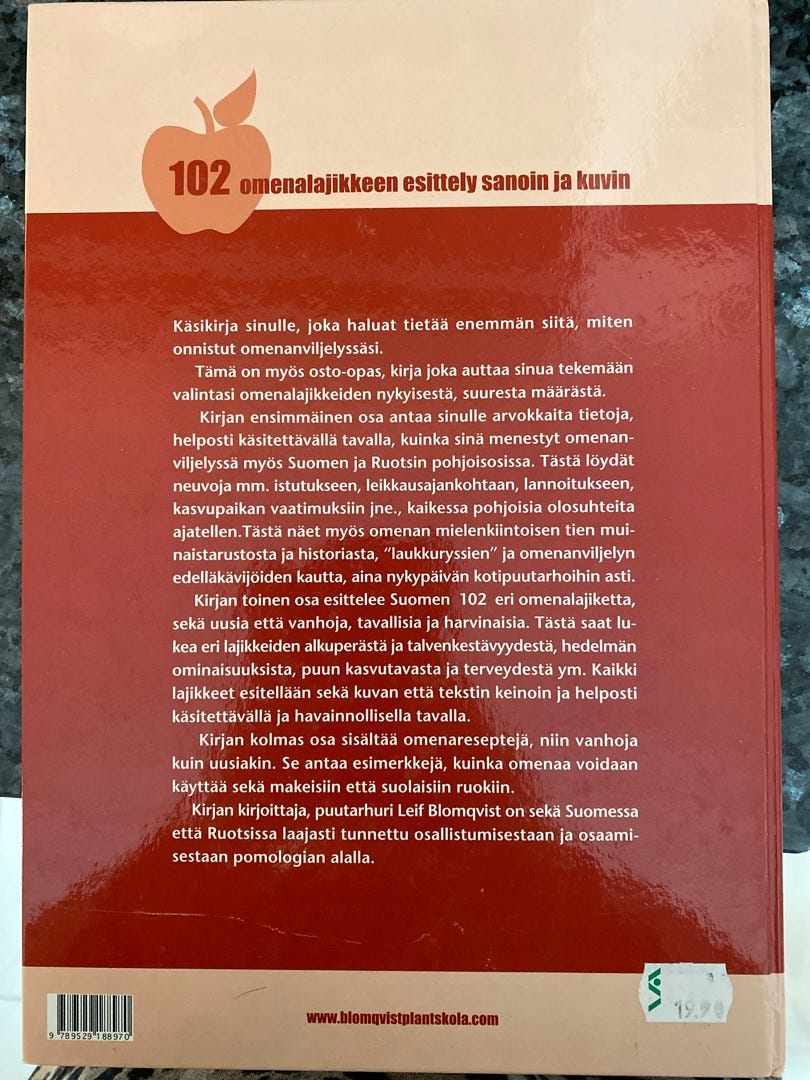 102 omenalajikkeen esittely sanoin ja kuvin
Käsikirja sinulle, joka haluat tietää enemmän siitä, miten
onnistut omenanviljelyssäsi.
Tämä on myös osto-opas, kirja joka auttaa sinua tekemään
valintasi omenalajikkeiden nykyisestä, suuresta määrästä.
Kirjan ensimmäinen osa antaa sinulle arvokkaita tietoja,
helposti käsitettävällä tavalla, kuinka sinä menestyt omenan-
viljelyssä myös Suomen ja Ruotsin pohjoisosissa. Tästä löydät
neuvoja mm. istutukseen, leikkausajankohtaan, lannoitukseen,
kasvupaikan vaatimuksiin jne., kaikessa pohjoisia olosuhteita
ajatellen.Tästä näet myös omenan mielenkiintoisen tien mui-
naistarustosta ja historiasta, "laukkuryssien" ja omenanviljelyn
edelläkävijöiden kautta, aina nykypäivän kotipuutarhoihin asti.
Kirjan toinen osa esittelee Suomen 102 eri omenalajiketta,
sekä uusia että vanhoja, tavallisia ja harvinaisia. Tästä saat lu-
kea eri lajikkeiden alkuperästä ja talvenkestävyydestä, hedelmän
ominaisuuksista, puun kasvutavasta ja terveydestä ym. Kaikki
lajikkeet esitellään sekä kuvan että tekstin keinoin ja helposti
käsitettävällä ja havainnollisella tavalla.
Kirjan kolmas osa sisältää omenareseptejä, niin vanhoja
kuin uusiakin. Se antaa esimerkkejä, kuinka omenaa voidaan
käyttää sekä makeisiin että suolaisiin ruokiin.
Kirjan kirjoittaja, puutarhuri Leif Blomqvist on sekä Suomessa
että Ruotsissa laajasti tunnettu osallistumisestaan ja osaami-
sestaan pomologian alalla.
9 789529 188970
www.blomqvistplantskola.com
19.90